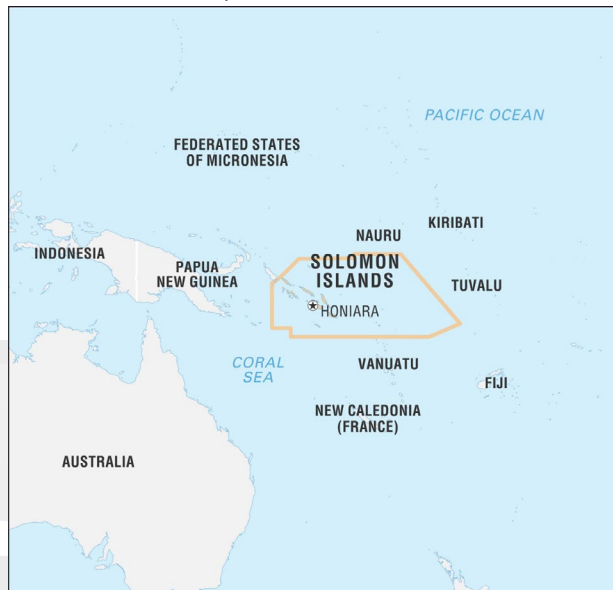 PACIFIC OCEAN
FEDERATED STATES
OF MICRONESIA
KIRIBATI
NAURU
INDONESIA
SOLOMON
ISLANDS
PAPUA
NEW GUINEA
TUVALU
HONIARA
CORAL
SEA
VANUATU
FIJI
NEW CALEDONIA
(FRANCE)
AUSTRALIA